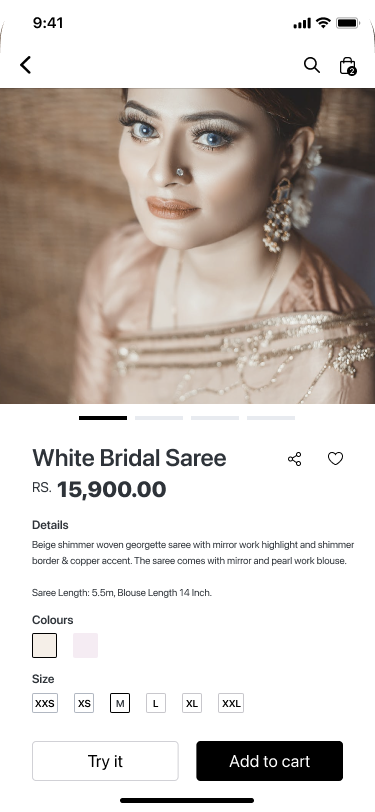 9:41
2
White Bridal Saree
RS. 15,900.00
Details
Beige shimmer woven georgette saree with mirror work highlight and shimmer
border & copper accent. The saree comes with mirror and pearl work blouse.
Saree Length: 5.5m, Blouse Length 14 Inch.
Colours
Size
XXS XS M L XL XXL
Try it Add to cart